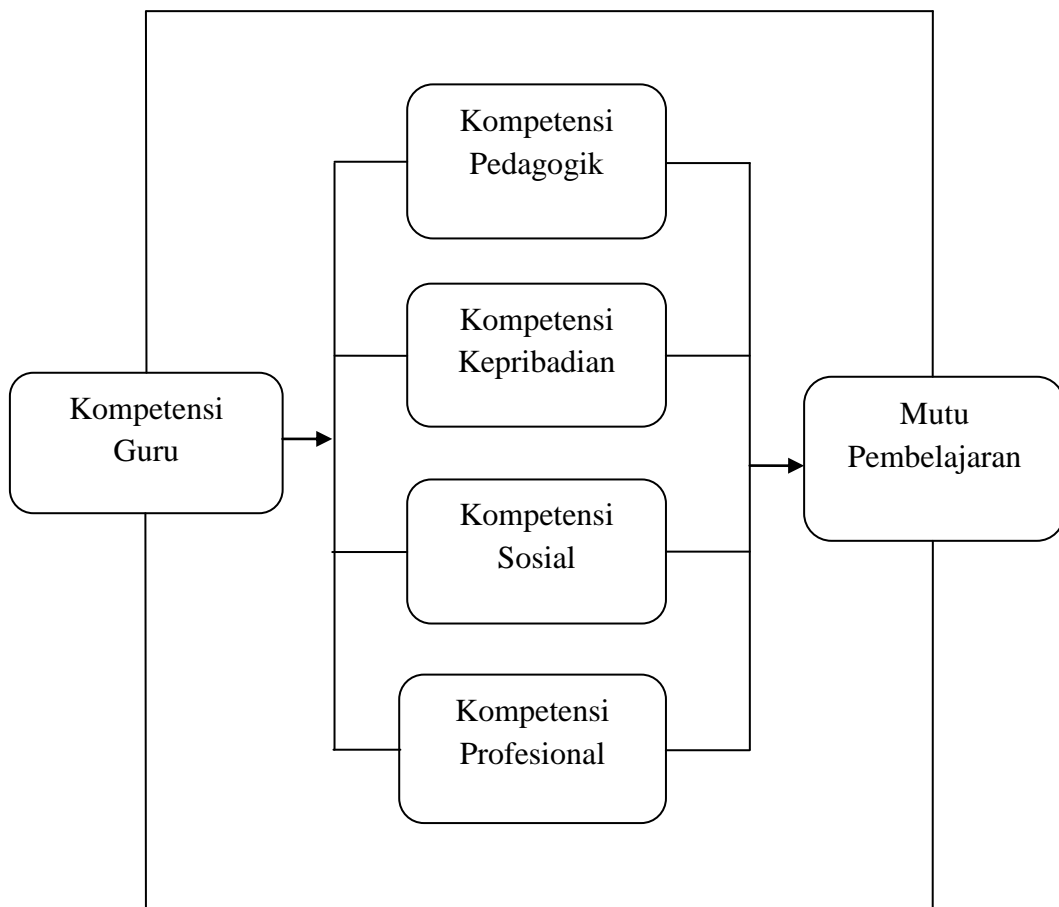 Kompetensi
Pedagogik
Kompetensi
Kepribadian
Kompetensi
Guru
Mutu
Pembelajaran
Kompetensi
Sosial
Kompetensi
Profesional